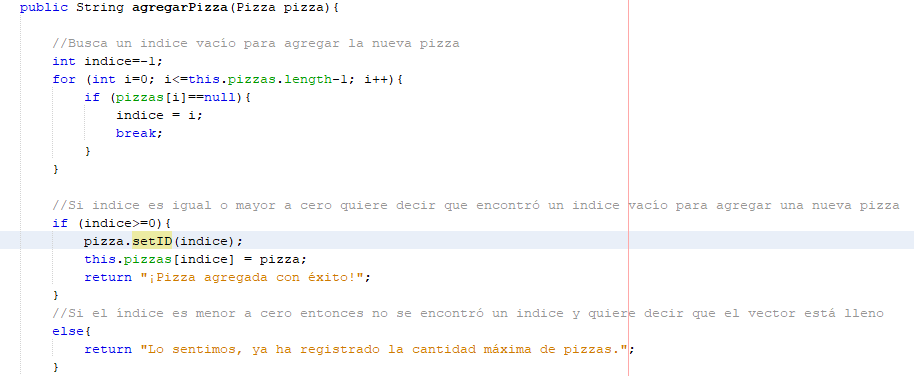 public String agregarPizza(Pizza pizza){
//Busca un indice vacío para agregar la nueva pizza
int indice=-1;
for (int i=0; i<=this.pizzas.length-1; i++){
if (pizzas[i]==null){
indice = i;
break;
}
}
//Si indice es igual o mayor a cero quiere decir que encontró un indice vacío para agregar una nueva pizza
if (indice>=0){
pizza.setID(indice);
this.pizzas[indice] = pizza;
return "¡Pizza agregada con éxito!";
}
//Si el índice es menor a cero entonces no se encontró un indice y quiere decir que el vector está lleno
else{
return "Lo sentimos, ya ha registrado la cantidad máxima de pizzas.";
}